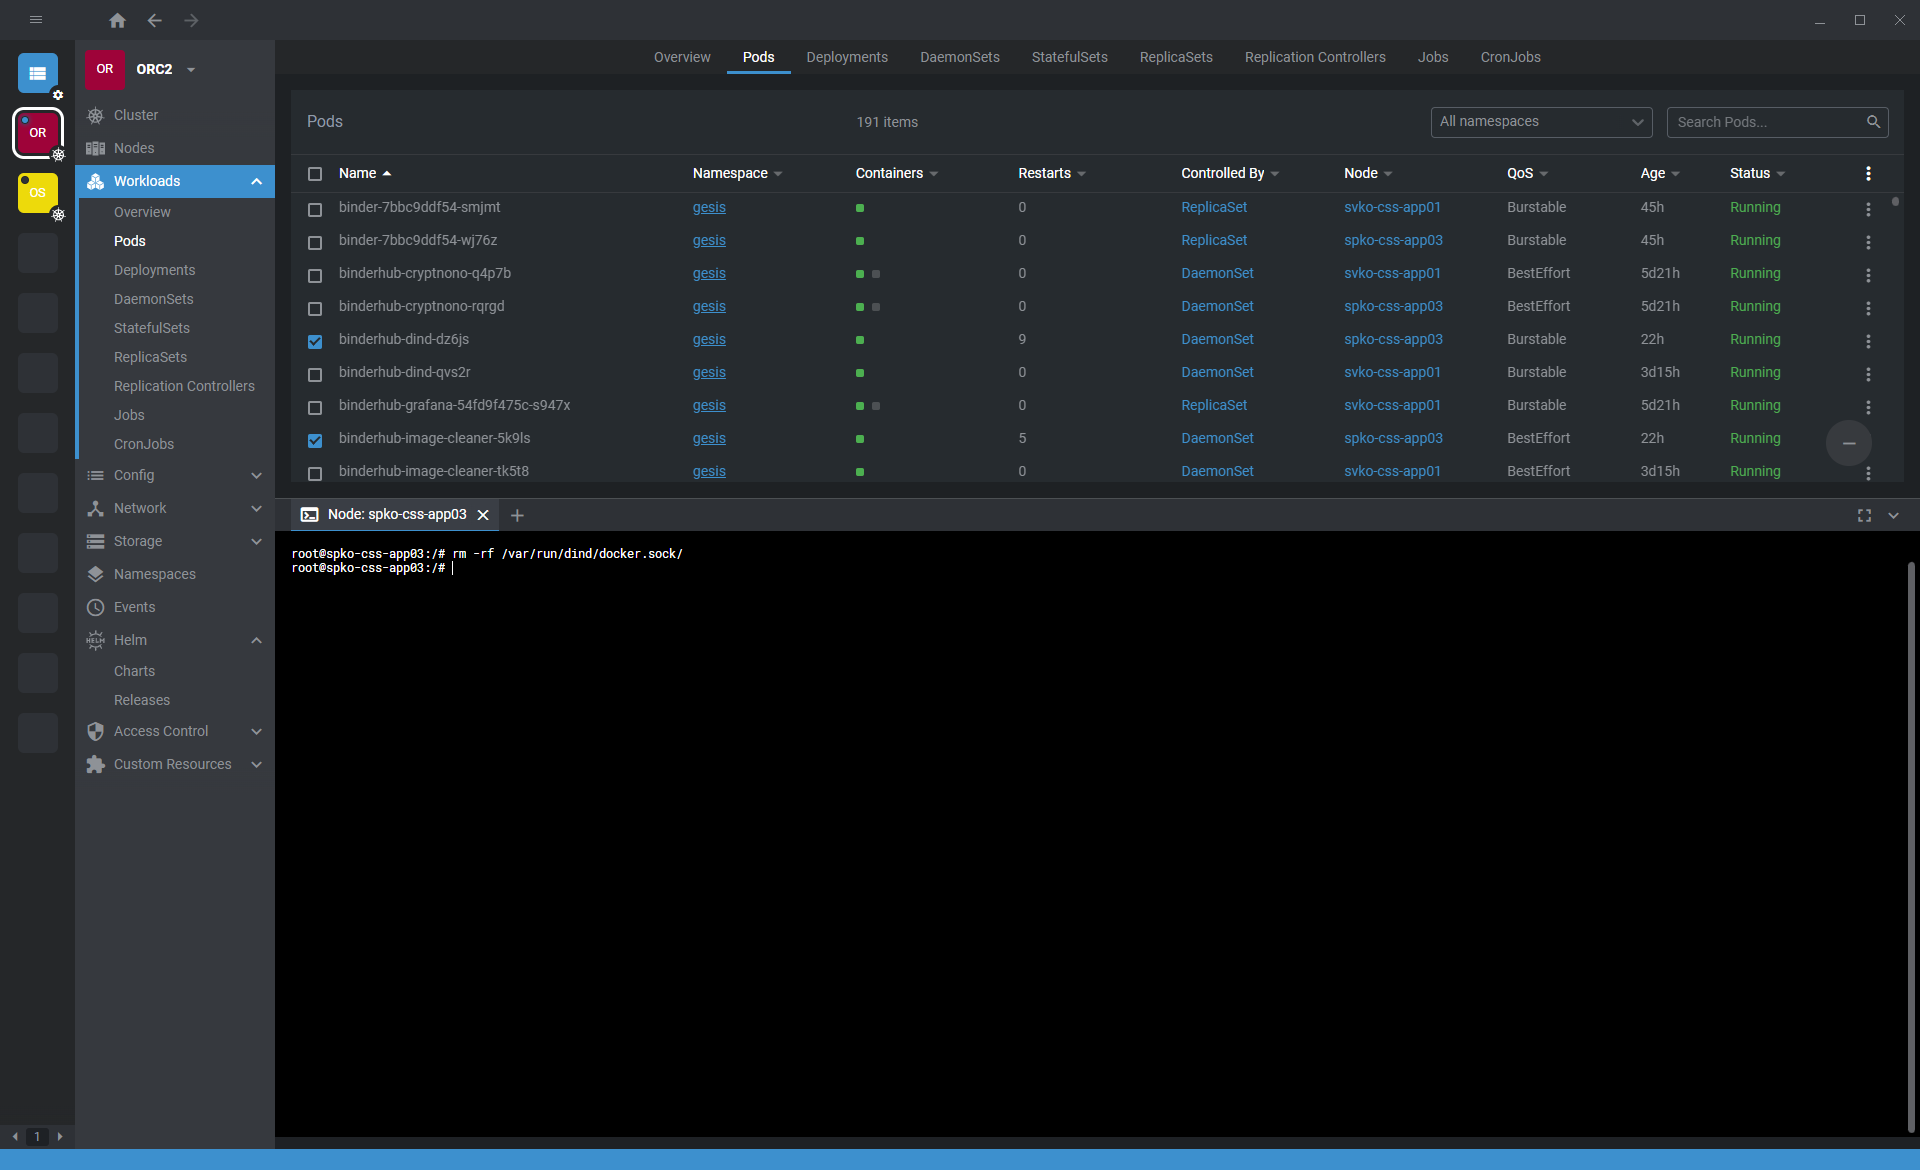 OR ORC2
OR
OS
Cluster
Nodes
Workloads
Overview
Pods
Deployments
DaemonSets
StatefulSets
ReplicaSets
Replication Controllers
Jobs
CronJobs
Config
Network
Storage
Namespaces
Events
HELM Helm
Charts
Releases
Access Control
Custom Resources
1
Overview Pods Deployments DaemonSets StatefulSets ReplicaSets Replication Controllers Jobs CronJobs
Pods 191 items All namespaces Search Pods...
Name Namespace Containers Restarts Controlled By Node QoS Age Status
binder-7bbc9ddf54-smjmt gesis 0 ReplicaSet svko-css-app01 Burstable 45h Running
binder-7bbc9ddf54-wj76z gesis 0 ReplicaSet spko-css-app03 Burstable 45h Running
binderhub-cryptnono-q4p7b gesis 0 DaemonSet svko-css-app01 BestEffort 5d21h Running
binderhub-cryptnono-rqrgd gesis 0 DaemonSet spko-css-app03 BestEffort 5d21h Running
binderhub-dind-dz6js gesis 9 DaemonSet spko-css-app03 Burstable 22h Running
binderhub-dind-qvs2r gesis 0 DaemonSet svko-css-app01 Burstable 3d15h Running
binderhub-grafana-54fd9f475c-s947x gesis 0 ReplicaSet svko-css-app01 Burstable 5d21h Running
binderhub-image-cleaner-5k9ls gesis 5 DaemonSet spko-css-app03 BestEffort 22h Running
binderhub-image-cleaner-tk5t8 gesis 0 DaemonSet svko-css-app01 BestEffort 3d15h Running
Node: spko-css-app03
root@spko-css-app03:/# rm -rf /var/run/dind/docker.sock/
root@spko-css-app03:/#